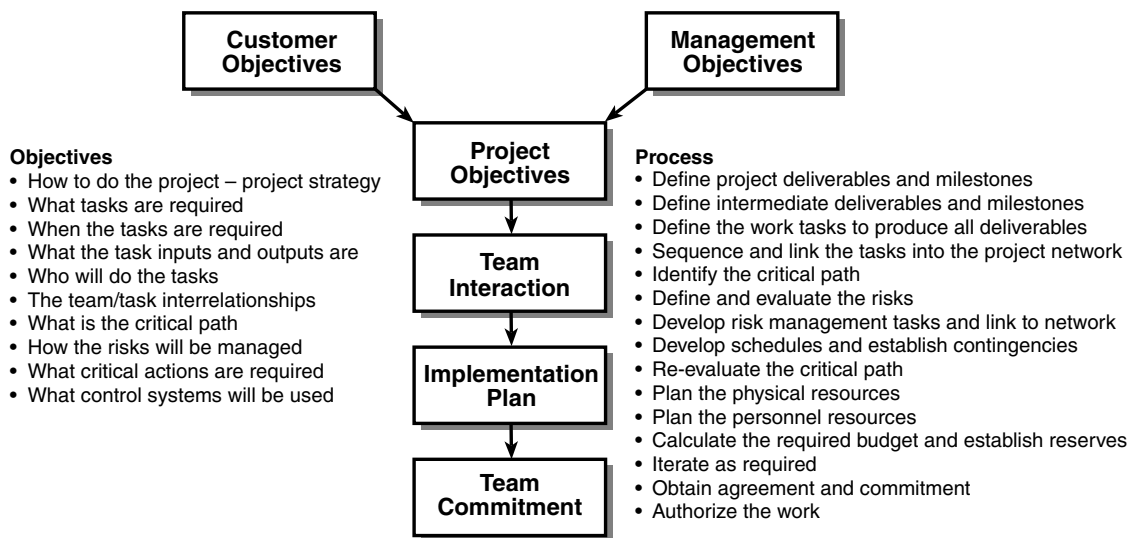 Customer
Objectives
Management
Objectives
Project
Objectives
Team
Interaction
Implementation
Plan
Team
Commitment
Objectives
• How to do the project – project strategy
• What tasks are required
• When the tasks are required
• What the task inputs and outputs are
• Who will do the tasks
• The team/task interrelationships
• What is the critical path
• How the risks will be managed
• What critical actions are required
• What control systems will be used
Process
• Define project deliverables and milestones
• Define intermediate deliverables and milestones
• Define the work tasks to produce all deliverables
• Sequence and link the tasks into the project network
• Identify the critical path
• Define and evaluate the risks
• Develop risk management tasks and link to network
• Develop schedules and establish contingencies
• Re-evaluate the critical path
• Plan the physical resources
• Plan the personnel resources
• Calculate the required budget and establish reserves
• Iterate as required
• Obtain agreement and commitment
• Authorize the work